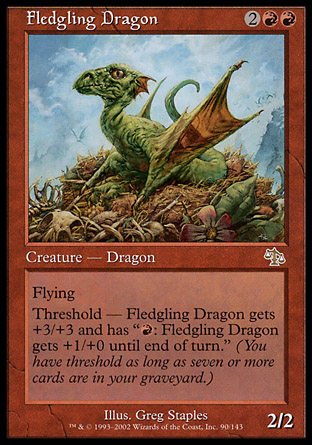 Fledgling Dragon 2
Creature — Dragon
Flying
Threshold — Fledgling Dragon gets
+3/+3 and has “ : Fledgling Dragon
gets +1/+0 until end of turn.” (You
have threshold as long as seven or more
cards are in your graveyard.)
Illus. Greg Staples
™ & © 1993–2002 Wizards of the Coast, Inc. 90/143
2/2